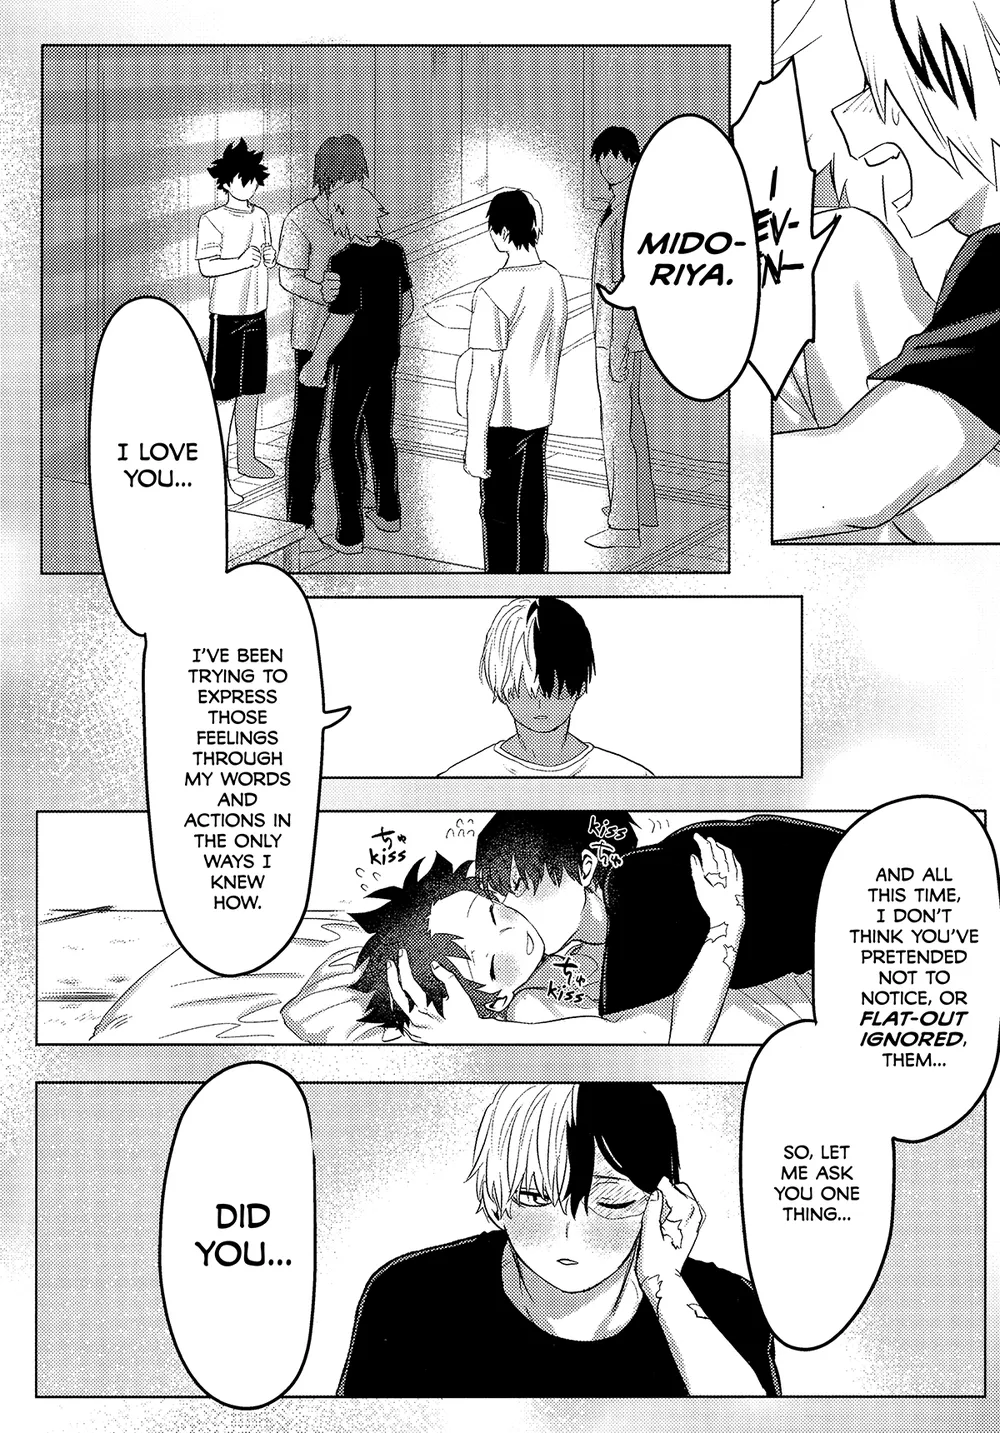 I
EV-
EN—
MIDO-
RIYA.
I LOVE
YOU...
I'VE BEEN
TRYING TO
EXPRESS
THOSE
FEELINGS
THROUGH
MY WORDS
AND
ACTIONS IN
THE ONLY
WAYS I
KNEW
HOW.
kiss
ちゅ
kiss
ちゅ
ちゅ
kiss
AND ALL
THIS TIME,
I DON'T
THINK YOU'VE
PRETENDED
NOT TO
NOTICE, OR
FLAT-OUT
IGNORED,
THEM...
SO, LET
ME ASK
YOU ONE
THING...
DID
YOU...